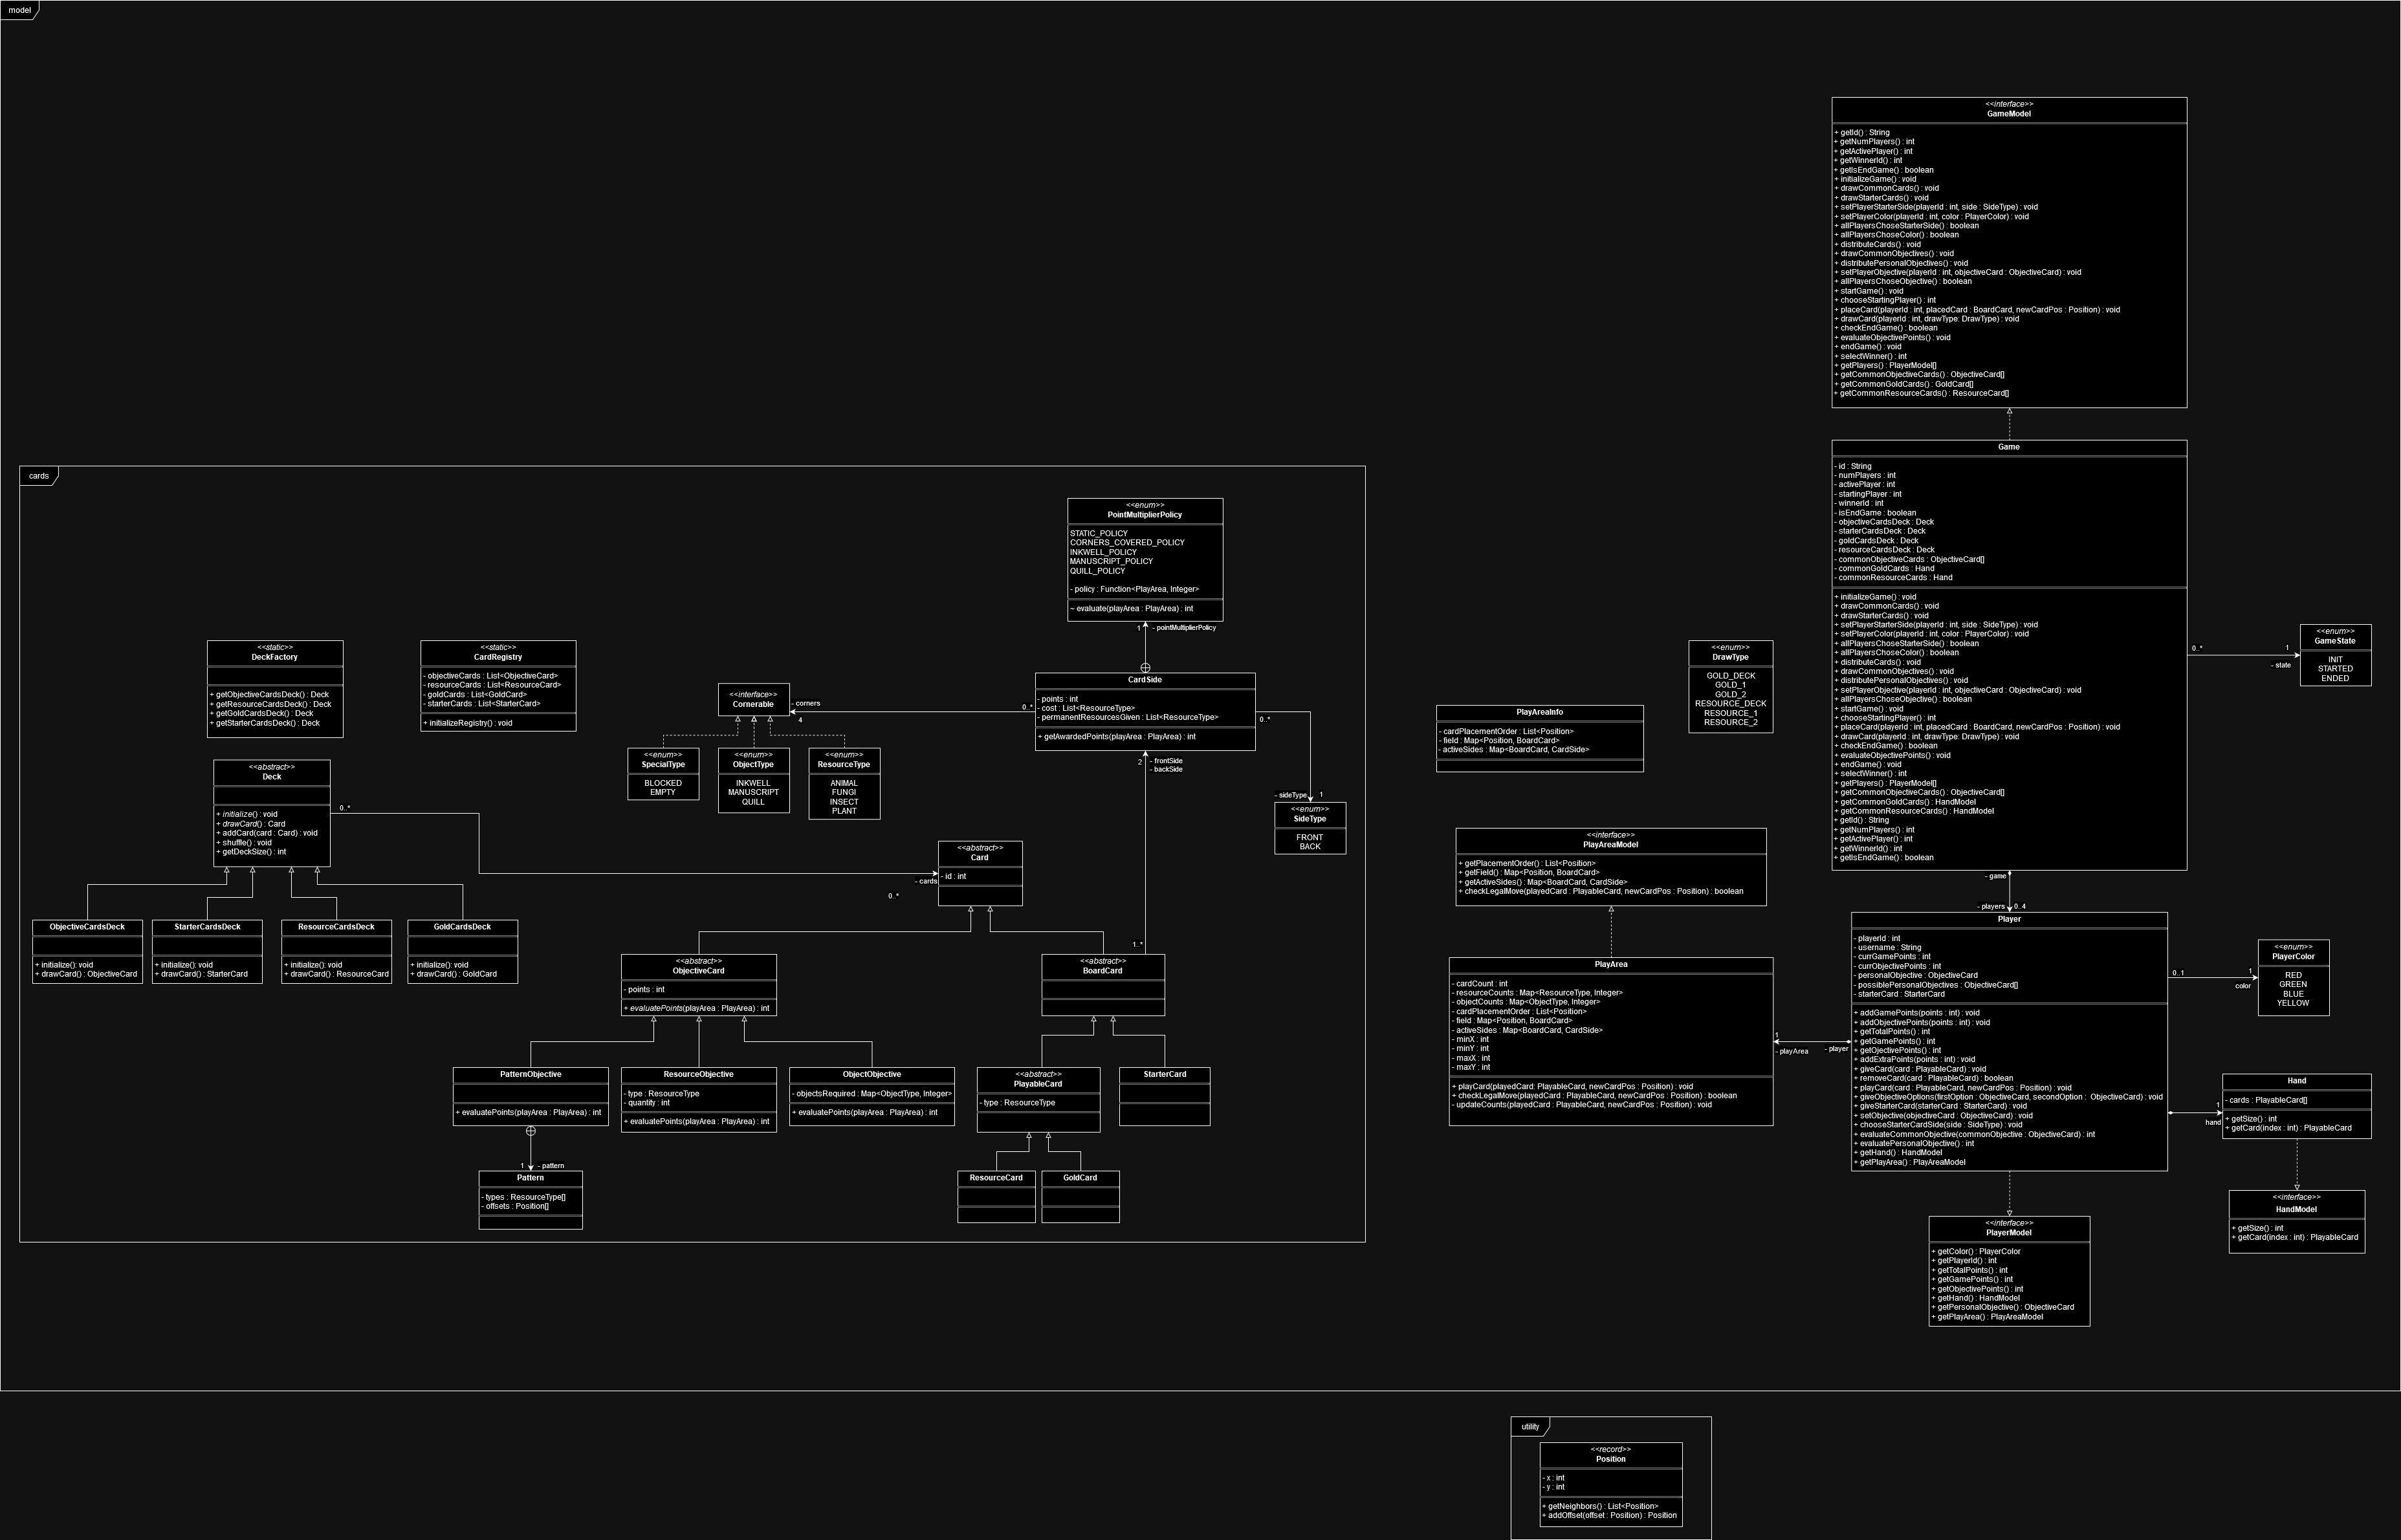 model
<<interface>>
GameModel
+ getId() : String
+ getNumPlayers() : int
+ getActivePlayer() : int
+ getWinnerId() : int
+ getIsEndGame() : boolean
+ initializeGame() : void
+ drawCommonCards() : void
+ drawStarterCards() : void
+ setPlayerStarterSide(playerId : int, side : SideType) : void
+ setPlayerColor(playerId : int, color : PlayerColor) : void
+ allPlayersChoseStarterSide() : boolean
+ allPlayersChoseColor() : boolean
+ distributeCards() : void
+ drawCommonObjectives() : void
+ distributePersonalObjectives() : void
+ setPlayerObjective(playerId : int, objectiveCard : ObjectiveCard) : void
+ allPlayersChoseObjective() : boolean
+ startGame() : void
+ chooseStartingPlayer() : int
+ placeCard(playerId : int, placedCard : BoardCard, newCardPos : Position) : void
+ drawCard(playerId : int, drawType: DrawType) : void
+ checkEndGame() : boolean
+ evaluateObjectivePoints() : void
+ endGame() : void
+ selectWinner() : int
+ getPlayers() : PlayerModel[]
+ getCommonObjectiveCards() : ObjectiveCard[]
+ getCommonGoldCards() : GoldCard[]
+ getCommonResourceCards() : ResourceCard[]
Game
- id : String
- numPlayers : int
- activePlayer : int
- startingPlayer : int
- winnerId : int
- isEndGame : boolean
- objectiveCardsDeck : Deck
- starterCardsDeck : Deck
- goldCardsDeck : Deck
- resourceCardsDeck : Deck
- commonObjectiveCards : ObjectiveCard[]
- commonGoldCards : Hand
- commonResourceCards : Hand
+ initializeGame() : void
+ drawCommonCards() : void
+ drawStarterCards() : void
+ setPlayerStarterSide(playerId : int, side : SideType) : void
+ setPlayerColor(playerId : int, color : PlayerColor) : void
+ allPlayersChoseStarterSide() : boolean
+ allPlayersChoseColor() : boolean
+ distributeCards() : void
+ drawCommonObjectives() : void
+ distributePersonalObjectives() : void
+ setPlayerObjective(playerId : int, objectiveCard : ObjectiveCard) : void
+ allPlayersChoseObjective() : boolean
+ startGame() : void
+ chooseStartingPlayer() : int
+ placeCard(playerId : int, placedCard : BoardCard, newCardPos : Position) : void
+ drawCard(playerId : int, drawType: DrawType) : void
+ checkEndGame() : boolean
+ evaluateObjectivePoints() : void
+ endGame() : void
+ selectWinner() : int
+ getPlayers() : PlayerModel[]
+ getCommonObjectiveCards() : ObjectiveCard[]
+ getCommonGoldCards() : HandModel
+ getCommonResourceCards() : HandModel
+ getId() : String
+ getNumPlayers() : int
+ getActivePlayer() : int
+ getWinnerId() : int
+ getIsEndGame() : boolean
0..*
1
- state
<<enum>>
GameState
INIT
STARTED
ENDED
- game
- players
0..4
cards
<<enum>>
PointMultiplierPolicy
STATIC_POLICY
CORNERS_COVERED_POLICY
INKWELL_POLICY
MANUSCRIPT_POLICY
QUILL_POLICY
- policy : Function<PlayArea, Integer>
~ evaluate(playArea : PlayArea) : int
1
- pointMultiplierPolicy
<<static>>
DeckFactory
+ getObjectiveCardsDeck() : Deck
+ getResourceCardsDeck() : Deck
+ getGoldCardsDeck() : Deck
+ getStarterCardsDeck() : Deck
<<static>>
CardRegistry
- objectiveCards : List<ObjectiveCard>
- resourceCards : List<ResourceCard>
- goldCards : List<GoldCard>
- starterCards : List<StarterCard>
+ initializeRegistry() : void
<<interface>>
Cornerable
- corners
4
0..*
CardSide
- points : int
- cost : List<ResourceType>
- permanentResourcesGiven : List<ResourceType>
+ getAwardedPoints(playArea : PlayArea) : int
0..*
- sideType
1
<<enum>>
SideType
FRONT
BACK
<<enum>>
SpecialType
BLOCKED
EMPTY
<<enum>>
ObjectType
INKWELL
MANUSCRIPT
QUILL
<<enum>>
ResourceType
ANIMAL
FUNGI
INSECT
PLANT
2
- frontSide
- backSide
1..*
<<abstract>>
Deck
+ initialize() : void
+ drawCard() : Card
+ addCard(card : Card) : void
+ shuffle() : void
+ getDeckSize() : int
0..*
- cards
0..*
<<abstract>>
Card
- id : int
ObjectiveCardsDeck
+ initialize(): void
+ drawCard() : ObjectiveCard
StarterCardsDeck
+ initialize(): void
+ drawCard() : StarterCard
ResourceCardsDeck
+ initialize(): void
+ drawCard() : ResourceCard
GoldCardsDeck
+ initialize(): void
+ drawCard() : GoldCard
<<abstract>>
ObjectiveCard
- points : int
+ evaluatePoints(playArea : PlayArea) : int
<<abstract>>
BoardCard
PatternObjective
+ evaluatePoints(playArea : PlayArea) : int
ResourceObjective
- type : ResourceType
- quantity : int
+ evaluatePoints(playArea : PlayArea) : int
ObjectObjective
- objectsRequired : Map<ObjectType, Integer>
+ evaluatePoints(playArea : PlayArea) : int
<<abstract>>
PlayableCard
- type : ResourceType
StarterCard
1
- pattern
Pattern
- types : ResourceType[]
- offsets : Position[]
ResourceCard
GoldCard
<<enum>>
DrawType
GOLD_DECK
GOLD_1
GOLD_2
RESOURCE_DECK
RESOURCE_1
RESOURCE_2
PlayAreaInfo
- cardPlacementOrder : List<Position>
- field : Map<Position, BoardCard>
- activeSides : Map<BoardCard, CardSide>
<<interface>>
PlayAreaModel
+ getPlacementOrder() : List<Position>
+ getField() : Map<Position, BoardCard>
+ getActiveSides() : Map<BoardCard, CardSide>
+ checkLegalMove(playedCard : PlayableCard, newCardPos : Position) : boolean
PlayArea
- cardCount : int
- resourceCounts : Map<ResourceType, Integer>
- objectCounts : Map<ObjectType, Integer>
- cardPlacementOrder : List<Position>
- field : Map<Position, BoardCard>
- activeSides : Map<BoardCard, CardSide>
- minX : int
- minY : int
- maxX : int
- maxY : int
+ playCard(playedCard: PlayableCard, newCardPos : Position) : void
+ checkLegalMove(playedCard : PlayableCard, newCardPos : Position) : boolean
- updateCounts(playedCard : PlayableCard, newCardPos : Position) : void
1
- playArea
- player
Player
- playerId : int
- username : String
- currGamePoints : int
- currObjectivePoints : int
- personalObjective : ObjectiveCard
- possiblePersonalObjectives : ObjectiveCard[]
- starterCard : StarterCard
+ addGamePoints(points : int) : void
+ addObjectivePoints(points : int) : void
+ getTotalPoints() : int
+ getGamePoints() : int
+ getOjectivePoints() : int
+ addExtraPoints(points : int) : void
+ giveCard(card : PlayableCard) : void
+ removeCard(card : PlayableCard) : boolean
+ playCard(card : PlayableCard, newCardPos : Position) : void
+ giveObjectiveOptions(firstOption : ObjectiveCard, secondOption : ObjectiveCard) : void
+ giveStarterCard(starterCard : StarterCard) : void
+ setObjective(objectiveCard : ObjectiveCard) : void
+ chooseStarterCardSide(side : SideType) : void
+ evaluateCommonObjective(commonObjective : ObjectiveCard) : int
+ evaluatePersonalObjective() : int
+ getHand() : HandModel
+ getPlayArea() : PlayAreaModel
0..1
1
color
<<enum>>
PlayerColor
RED
GREEN
BLUE
YELLOW
1
hand
Hand
- cards : PlayableCard[]
+ getSize() : int
+ getCard(index : int) : PlayableCard
<<interface>>
HandModel
+ getSize() : int
+ getCard(index : int) : PlayableCard
<<interface>>
PlayerModel
+ getColor() : PlayerColor
+ getPlayerId() : int
+ getTotalPoints() : int
+ getGamePoints() : int
+ getObjectivePoints() : int
+ getHand() : HandModel
+ getPersonalObjective() : ObjectiveCard
+ getPlayArea() : PlayAreaModel
utility
<<record>>
Position
- x : int
- y : int
+ getNeighbors() : List<Position>
+ addOffset(offset : Position) : Position